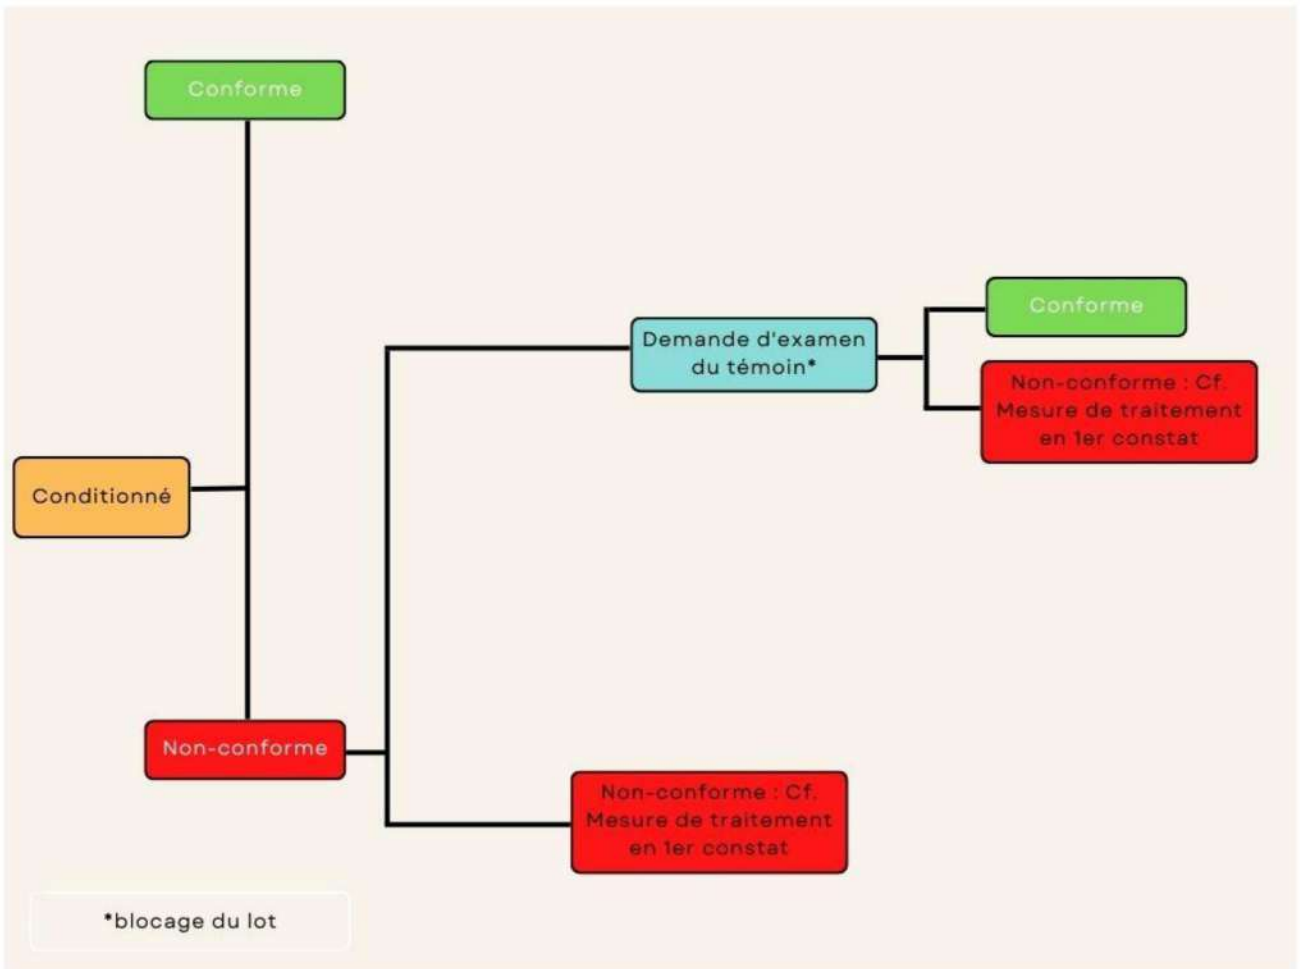 Conforme
Conforme
Demande d'examen
du témoin*
Non-conforme : Cf.
Mesure de traitement
en 1er constat
Conditionné
Non-conforme
Non-conforme : Cf.
Mesure de traitement
en 1er constat
*blocage du lot